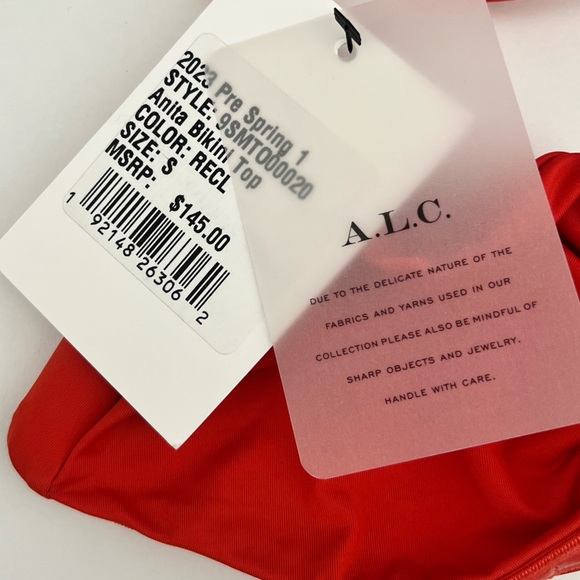 2023 Pre Spring 1
STYLE: 9SMTO00020
Anita Bikini Top
COLOR: RECL
SIZE: S
MSRP: $145.00
1 92148 26306 2
A.L.C.
DUE TO THE DELICATE NATURE OF THE
FABRICS AND YARNS USED IN OUR
COLLECTION PLEASE ALSO BE MINDFUL OF
SHARP OBJECTS AND JEWELRY.
HANDLE WITH CARE.